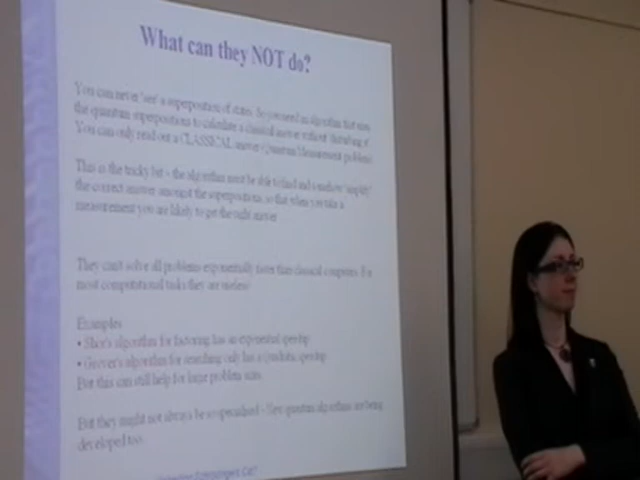 What can they NOT do?
You can never 'see' a superposition of states. So you need an algorithm that uses
the quantum superpositions to calculate a classical answer without disturbing it.
You can only read out a CLASSICAL answer (Quantum Measurement problem)
This is the tricky bit - the algorithm must be able to find and somehow 'amplify'
the correct answer amongst the superpositions, so that when you take a
measurement you are likely to get the right answer
They can't solve all problems exponentially faster than classical computers. For
most computational tasks they are useless!
Examples
• Shor's algorithm for factoring has an exponential speedup
• Grover's algorithm for searching only has a quadratic speedup
But this can still help for large problem sizes
But they might not always be so specialised - New quantum algorithms are being
developed too
Cat?